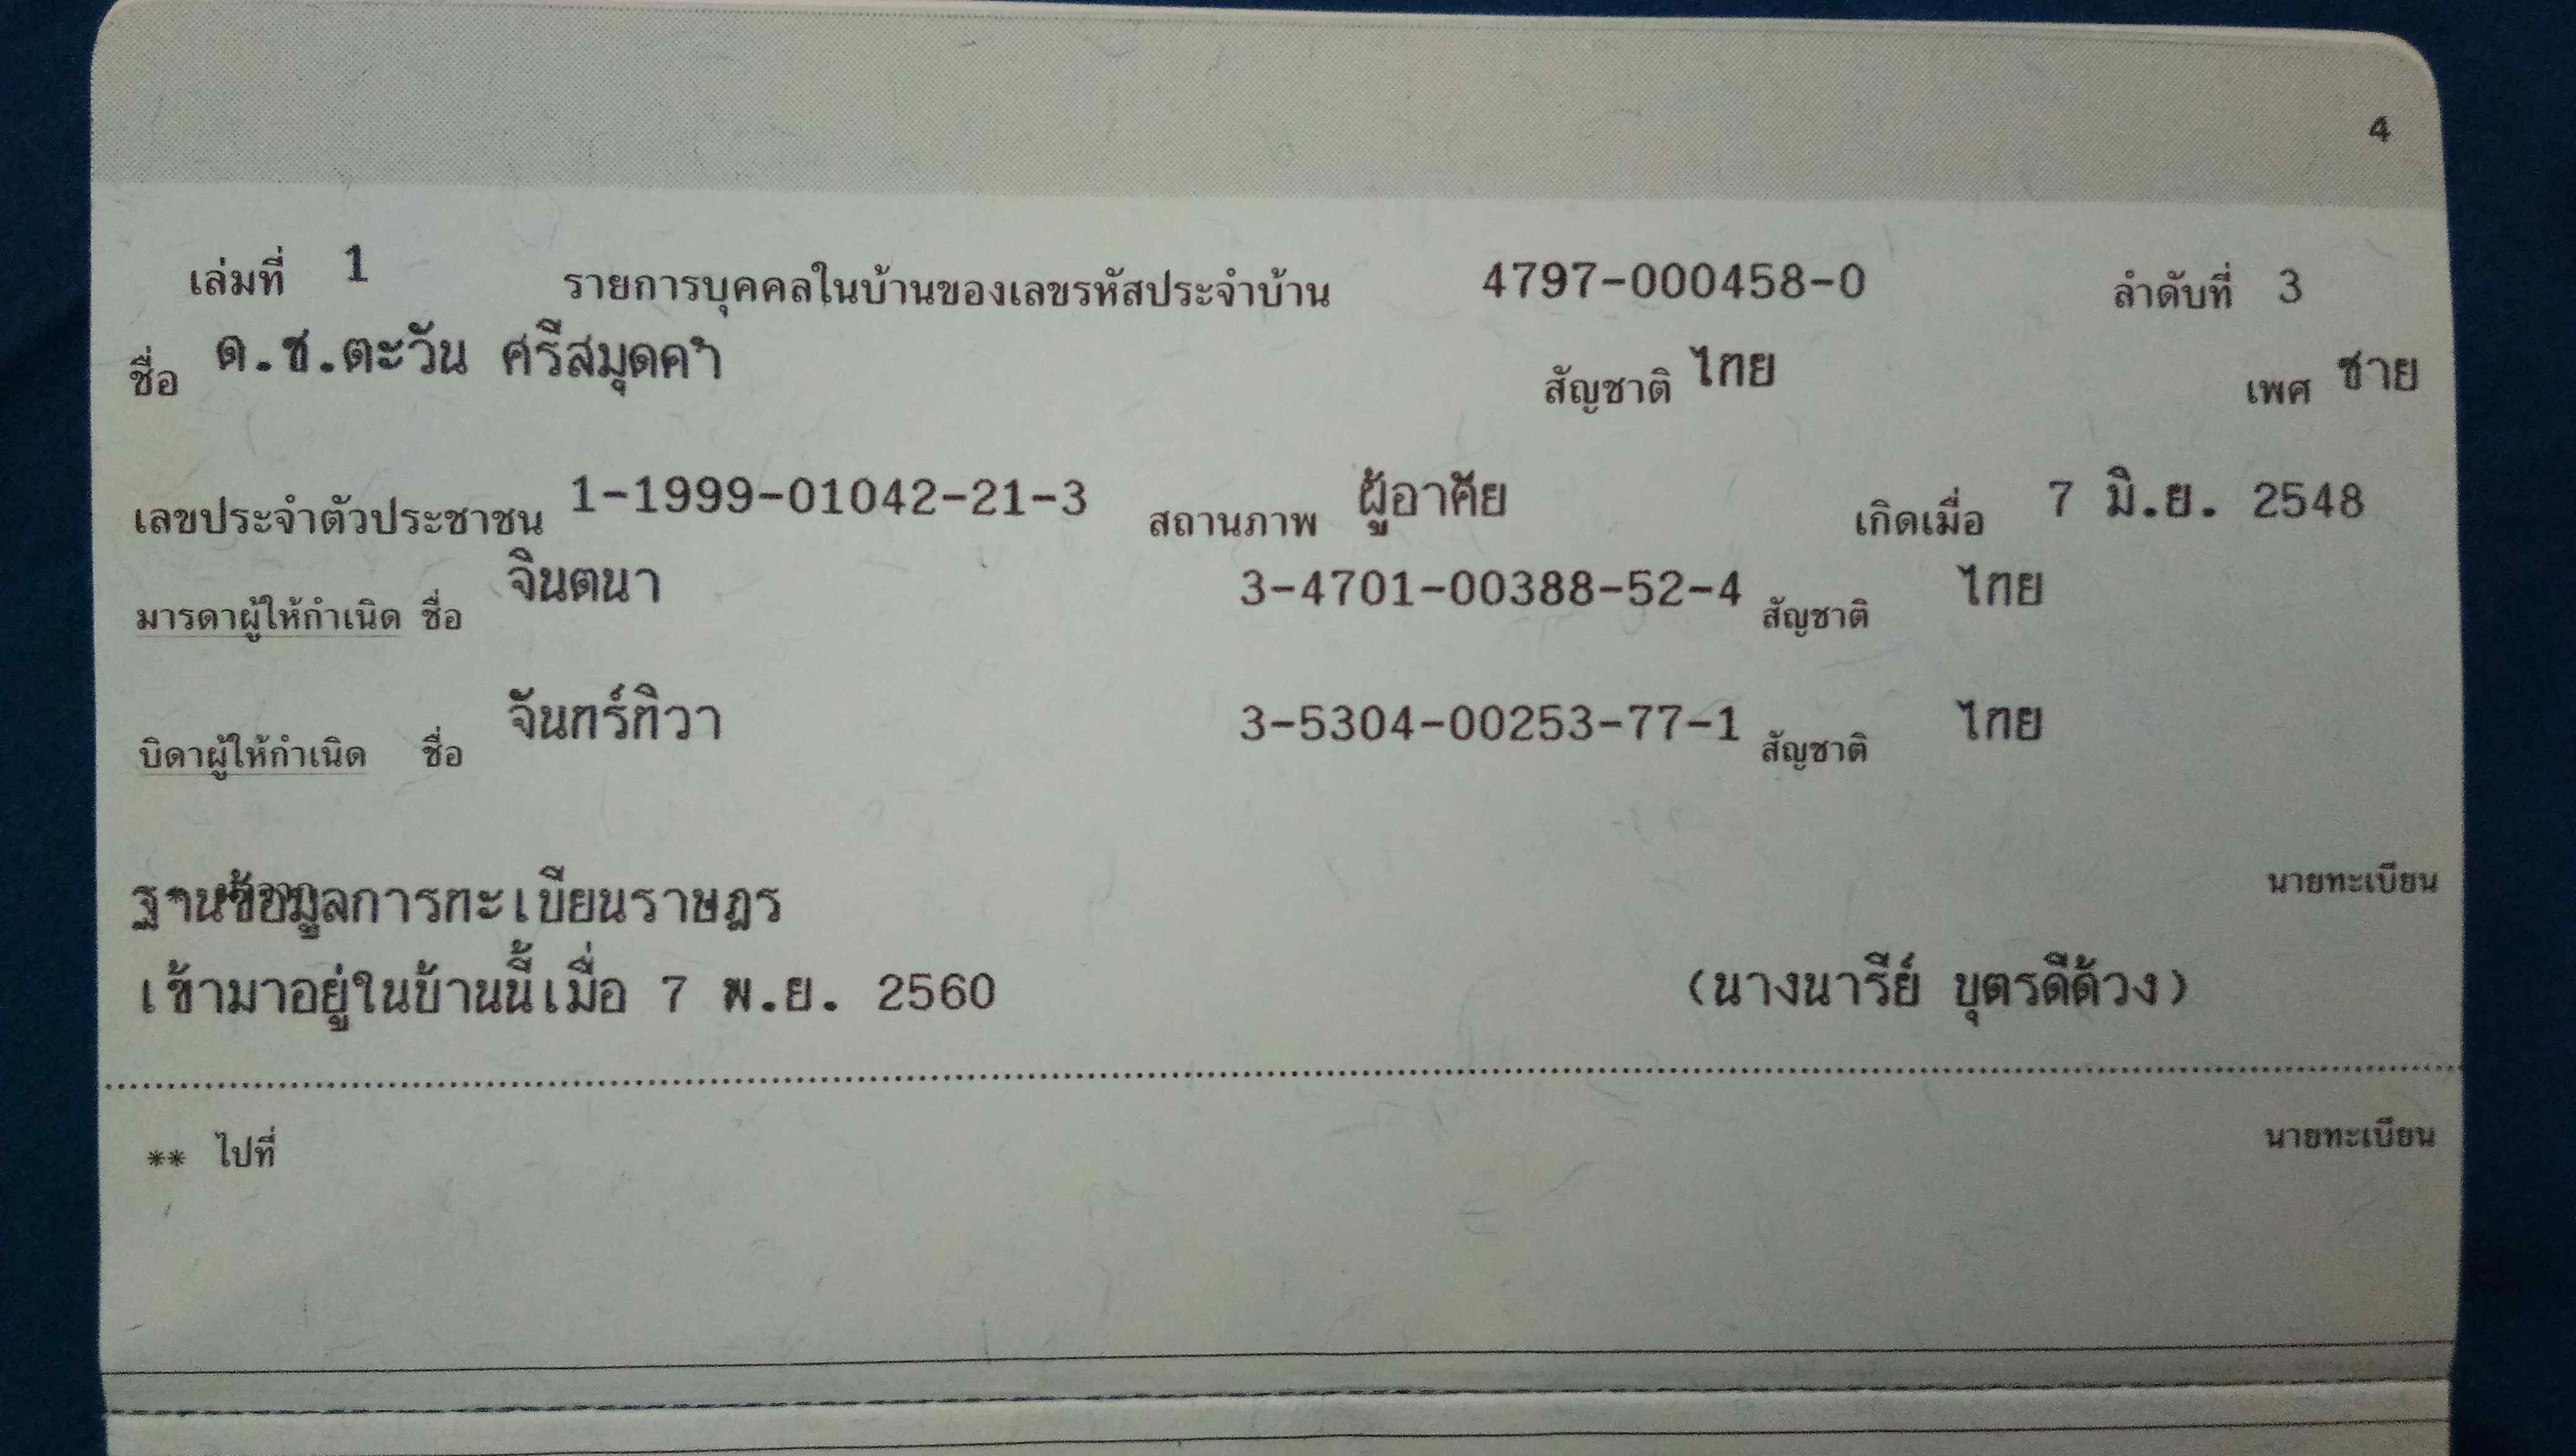 4
เล่มที่ 1 รายการบุคคลในบ้านของเลขรหัสประจำบ้าน 4797-000458-0 ลำดับที่ 3
ชื่อ ด.ช.ตะวัน ศรีสมุดคำ สัญชาติ ไทย เพศ ชาย
เลขประจำตัวประชาชน 1-1999-01042-21-3 สถานภาพ ผู้อาศัย เกิดเมื่อ 7 มิ.ย. 2548
มารดาผู้ให้กำเนิด ชื่อ จินตนา 3-4701-00388-52-4 สัญชาติ ไทย
บิดาผู้ให้กำเนิด ชื่อ จันทร์ทิวา 3-5304-00253-77-1 สัญชาติ ไทย
ฐานข้อมูลการทะเบียนราษฎร นายทะเบียน
เข้ามาอยู่ในบ้านนี้เมื่อ 7 พ.ย. 2560 (นางนารีย์ บุตรดีด้วง)
** ไปที่ นายทะเบียน